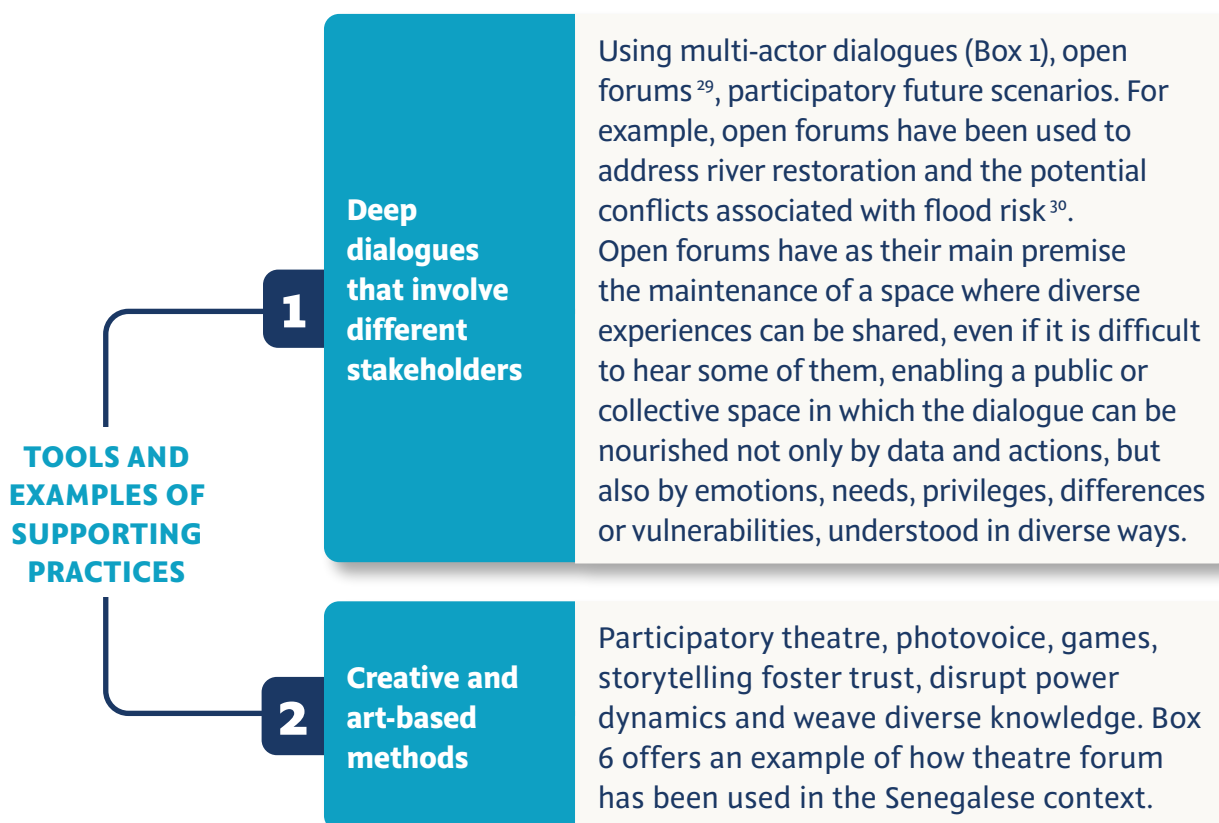 TOOLS AND
EXAMPLES OF
SUPPORTING
PRACTICES
1
Deep
dialogues
that involve
different
stakeholders
Using multi-actor dialogues (Box 1), open
forums 29, participatory future scenarios. For
example, open forums have been used to
address river restoration and the potential
conflicts associated with flood risk 30.
Open forums have as their main premise
the maintenance of a space where diverse
experiences can be shared, even if it is difficult
to hear some of them, enabling a public or
collective space in which the dialogue can be
nourished not only by data and actions, but
also by emotions, needs, privileges, differences
or vulnerabilities, understood in diverse ways.
2
Creative and
art-based
methods
Participatory theatre, photovoice, games,
storytelling foster trust, disrupt power
dynamics and weave diverse knowledge. Box
6 offers an example of how theatre forum
has been used in the Senegalese context.